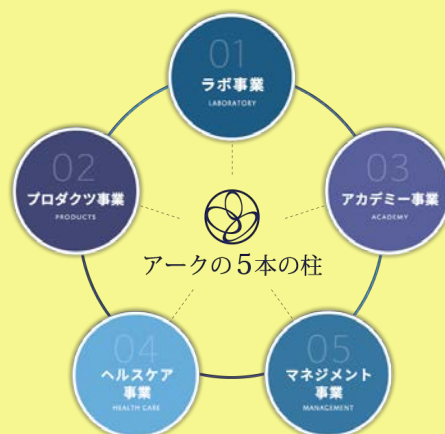 01
ラボ事業
LABORATORY
02
プロダクツ事業
PRODUCTS
03
アカデミー事業
ACADEMY
アークの5本の柱
04
ヘルスケア
事業
HEALTH CARE
05
マネジメント
事業
MANAGEMENT